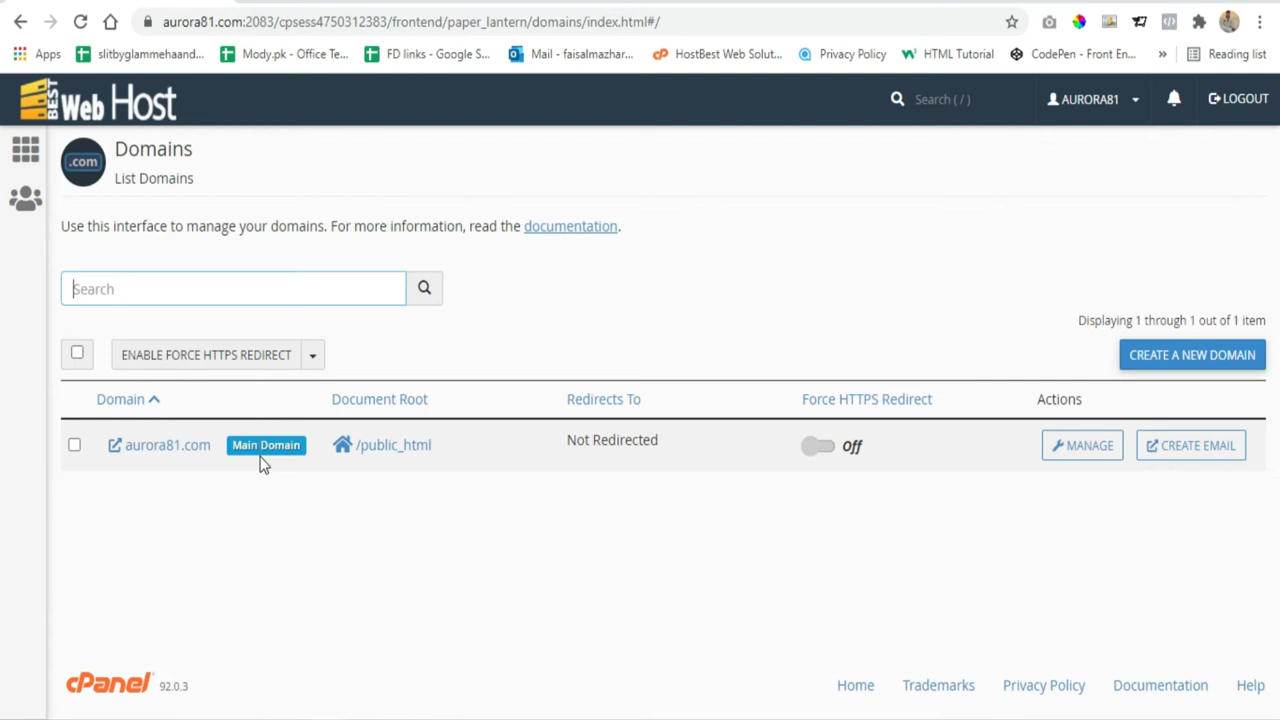 aurora81.com:2083/cpsess4750312383/frontend/paper_lantern/domains/index.html#/
Apps slitbyglammehaand... Mody.pk - Office Te... FD links - Google S... Mail - faisalmazhar... HostBest Web Solut... Privacy Policy HTML Tutorial CodePen - Front En... » Reading list
BEST Web Host Search ( / ) AURORA81 LOGOUT
.com Domains
List Domains
Use this interface to manage your domains. For more information, read the documentation.
Search
Displaying 1 through 1 out of 1 item
ENABLE FORCE HTTPS REDIRECT CREATE A NEW DOMAIN
Domain Document Root Redirects To Force HTTPS Redirect Actions
aurora81.com Main Domain /public_html Not Redirected Off MANAGE CREATE EMAIL
cPanel 92.0.3 Home Trademarks Privacy Policy Documentation Help